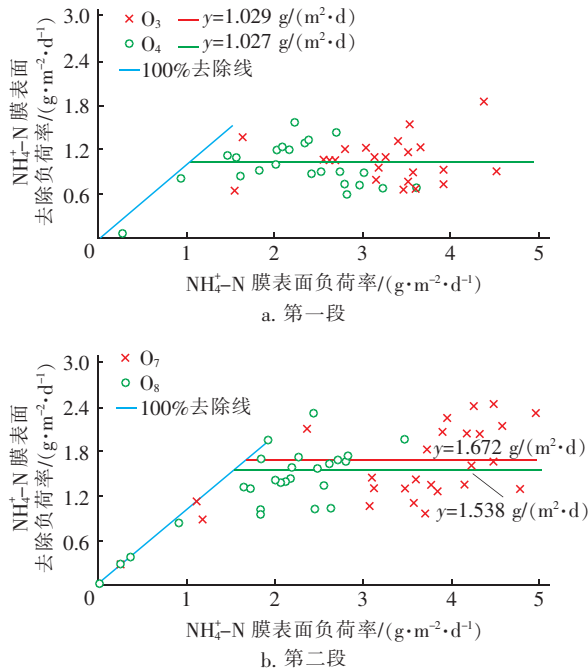 3.0
× O₃ y=1.029 g/(m²·d)
○ O₄ y=1.027 g/(m²·d)
100%去除线
2.4
1.8
1.2
0.6
0 1 2 3 4 5
NH₄⁺-N 膜表面
去除负荷率/(g·m⁻²·d⁻¹)
NH₄⁺-N 膜表面负荷率/(g·m⁻²·d⁻¹)
a. 第一段
3.0
× O₇
○ O₈
100%去除线
2.4
1.8
1.2
0.6
y=1.672 g/(m²·d)
y=1.538 g/(m²·d)
0 1 2 3 4 5
NH₄⁺-N 膜表面
去除负荷率/(g·m⁻²·d⁻¹)
NH₄⁺-N 膜表面负荷率/(g·m⁻²·d⁻¹)
b. 第二段